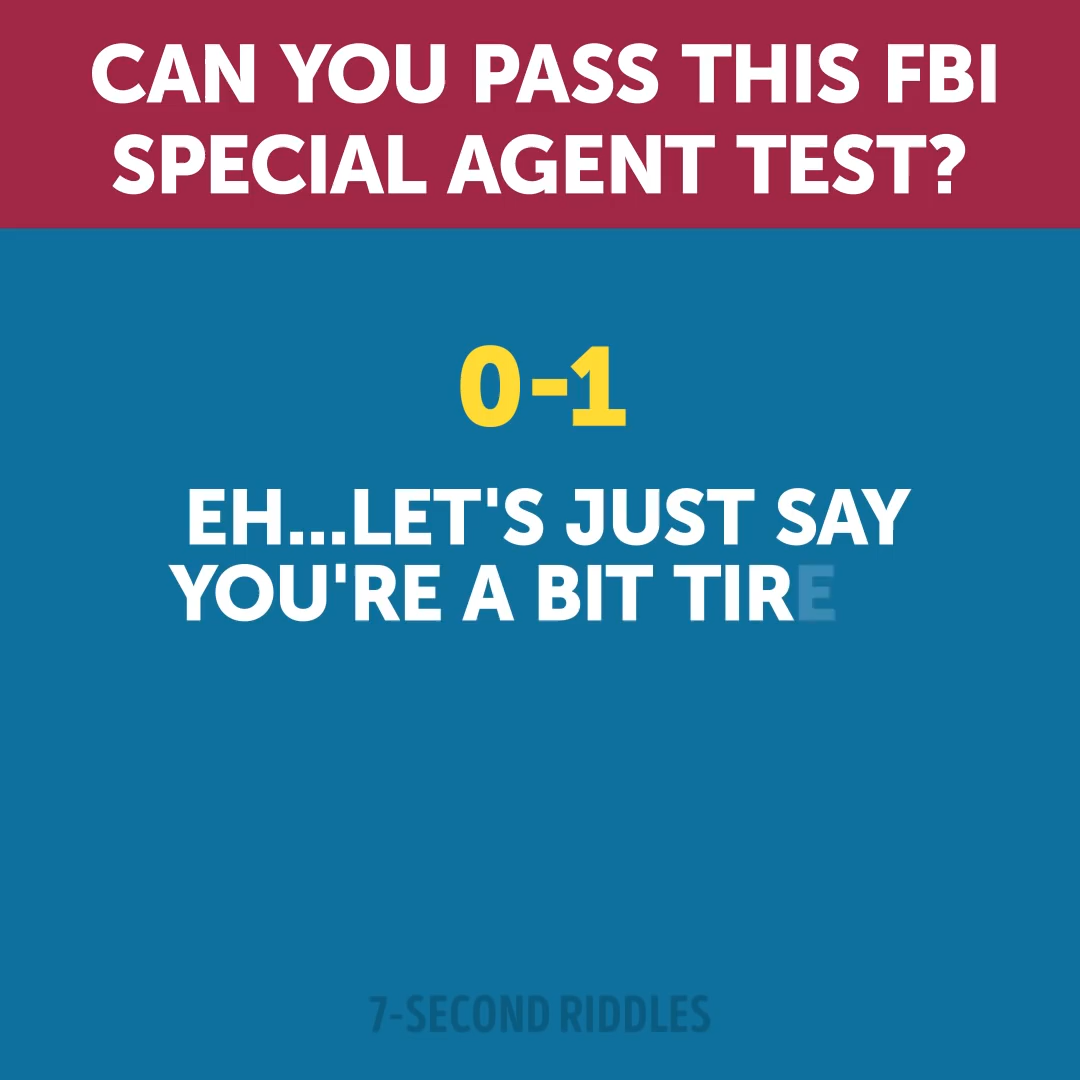 CAN YOU PASS THIS FBI
SPECIAL AGENT TEST?
0-1
EH...LET'S JUST SAY
YOU'RE A BIT TIRE
7-SECOND RIDDLES